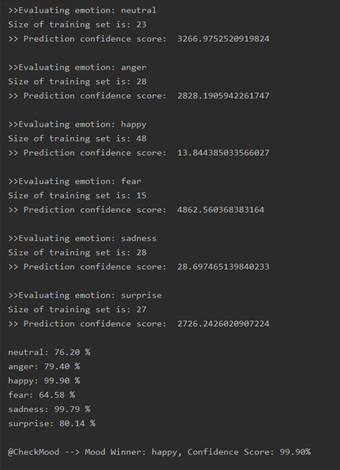 >>Evaluating emotion: neutral
Size of training set is: 23
>> Prediction confidence score:  3266.9752520919824
>>Evaluating emotion: anger
Size of training set is: 28
>> Prediction confidence score:  2828.1905942261747
>>Evaluating emotion: happy
Size of training set is: 48
>> Prediction confidence score:  13.844385033566027
>>Evaluating emotion: fear
Size of training set is: 15
>> Prediction confidence score:  4862.560368383164
>>Evaluating emotion: sadness
Size of training set is: 28
>> Prediction confidence score:  28.697465139840233
>>Evaluating emotion: surprise
Size of training set is: 27
>> Prediction confidence score:  2726.2426020907224
neutral: 76.20 %
anger: 79.40 %
happy: 99.90 %
fear: 64.58 %
sadness: 99.79 %
surprise: 80.14 %
@CheckMood --> Mood Winner: happy, Confidence Score: 99.90%